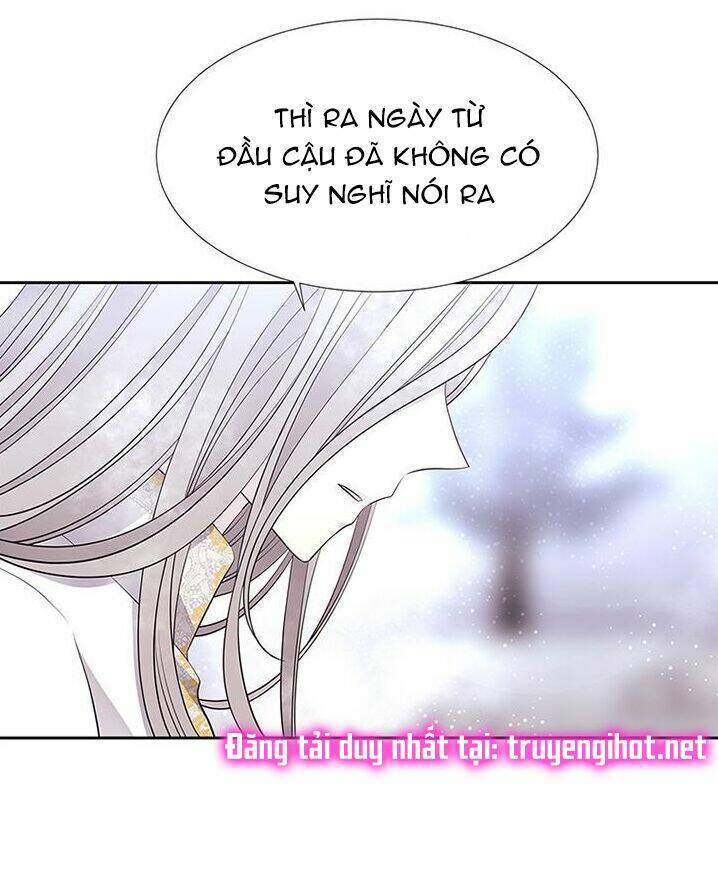 THÌ RA NGÀY TỪ
ĐẦU CẬU ĐÃ KHÔNG CÓ
SUY NGHĨ NÓI RA
Đăng tải duy nhất tại: truyengihot.net